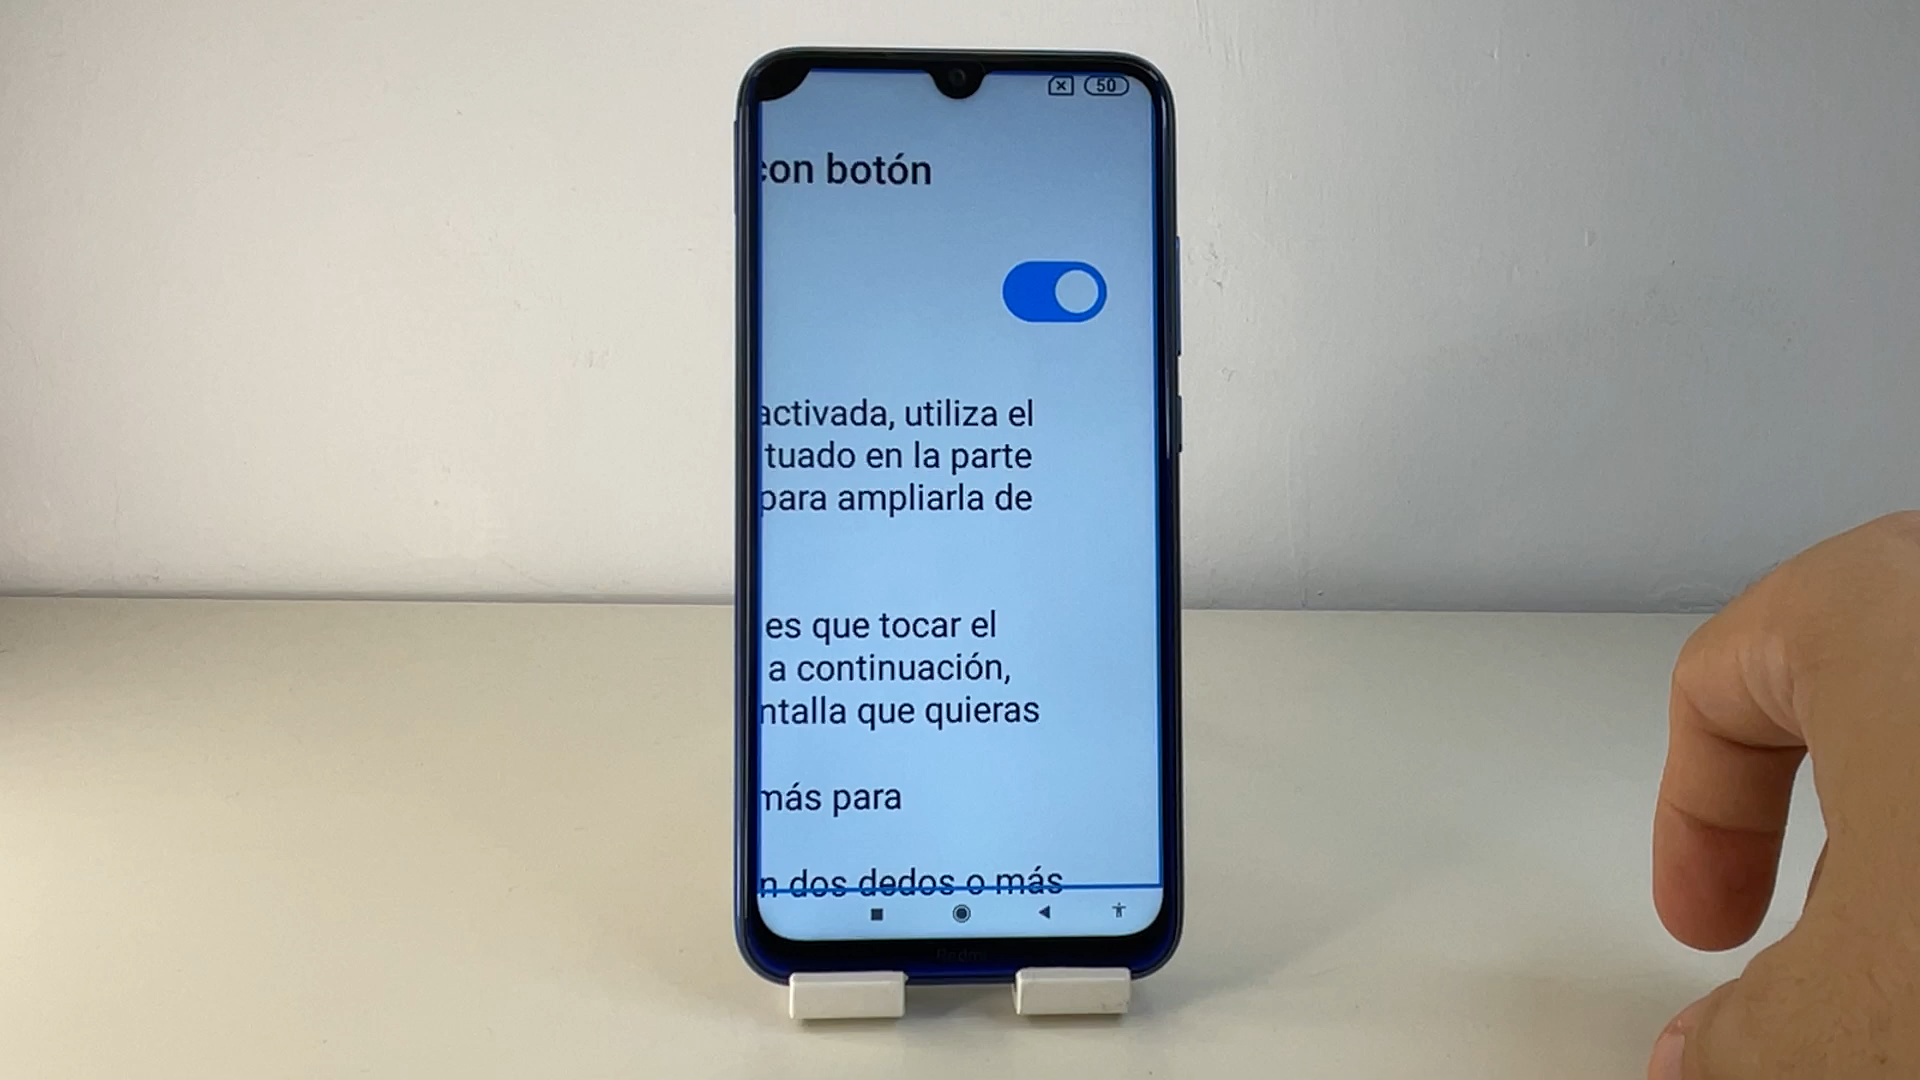 50
con botón
activada, utiliza el
tuado en la parte
para ampliarla de
es que tocar el
a continuación,
ntalla que quieras
más para
n dos dedos o más
Redmi